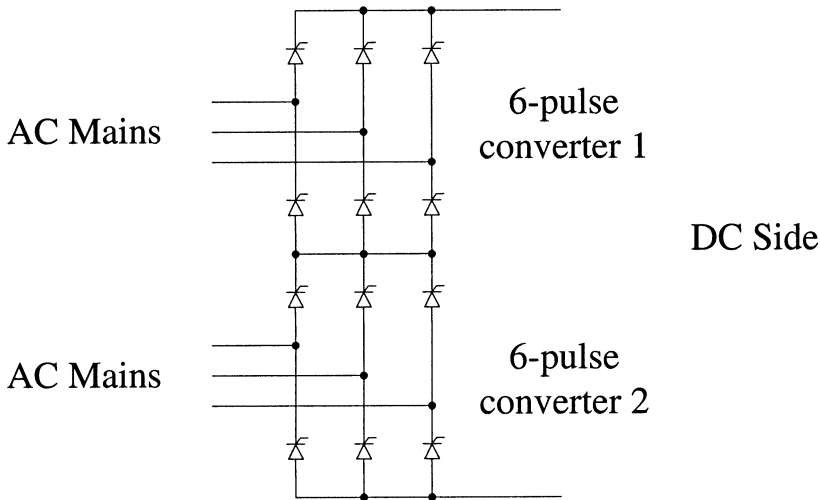 6-pulse
converter 1
AC Mains
DC Side
6-pulse
converter 2
AC Mains